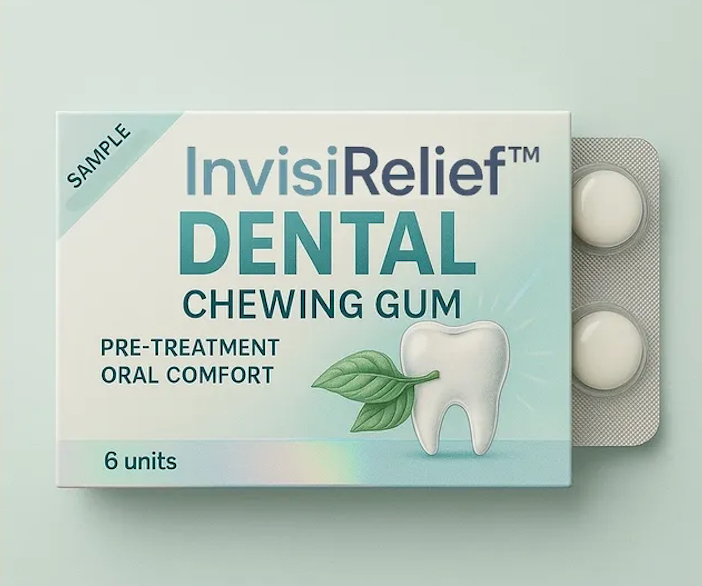 SAMPLE
InvisiRelief™
DENTAL
CHEWING GUM
PRE-TREATMENT
ORAL COMFORT
6 units